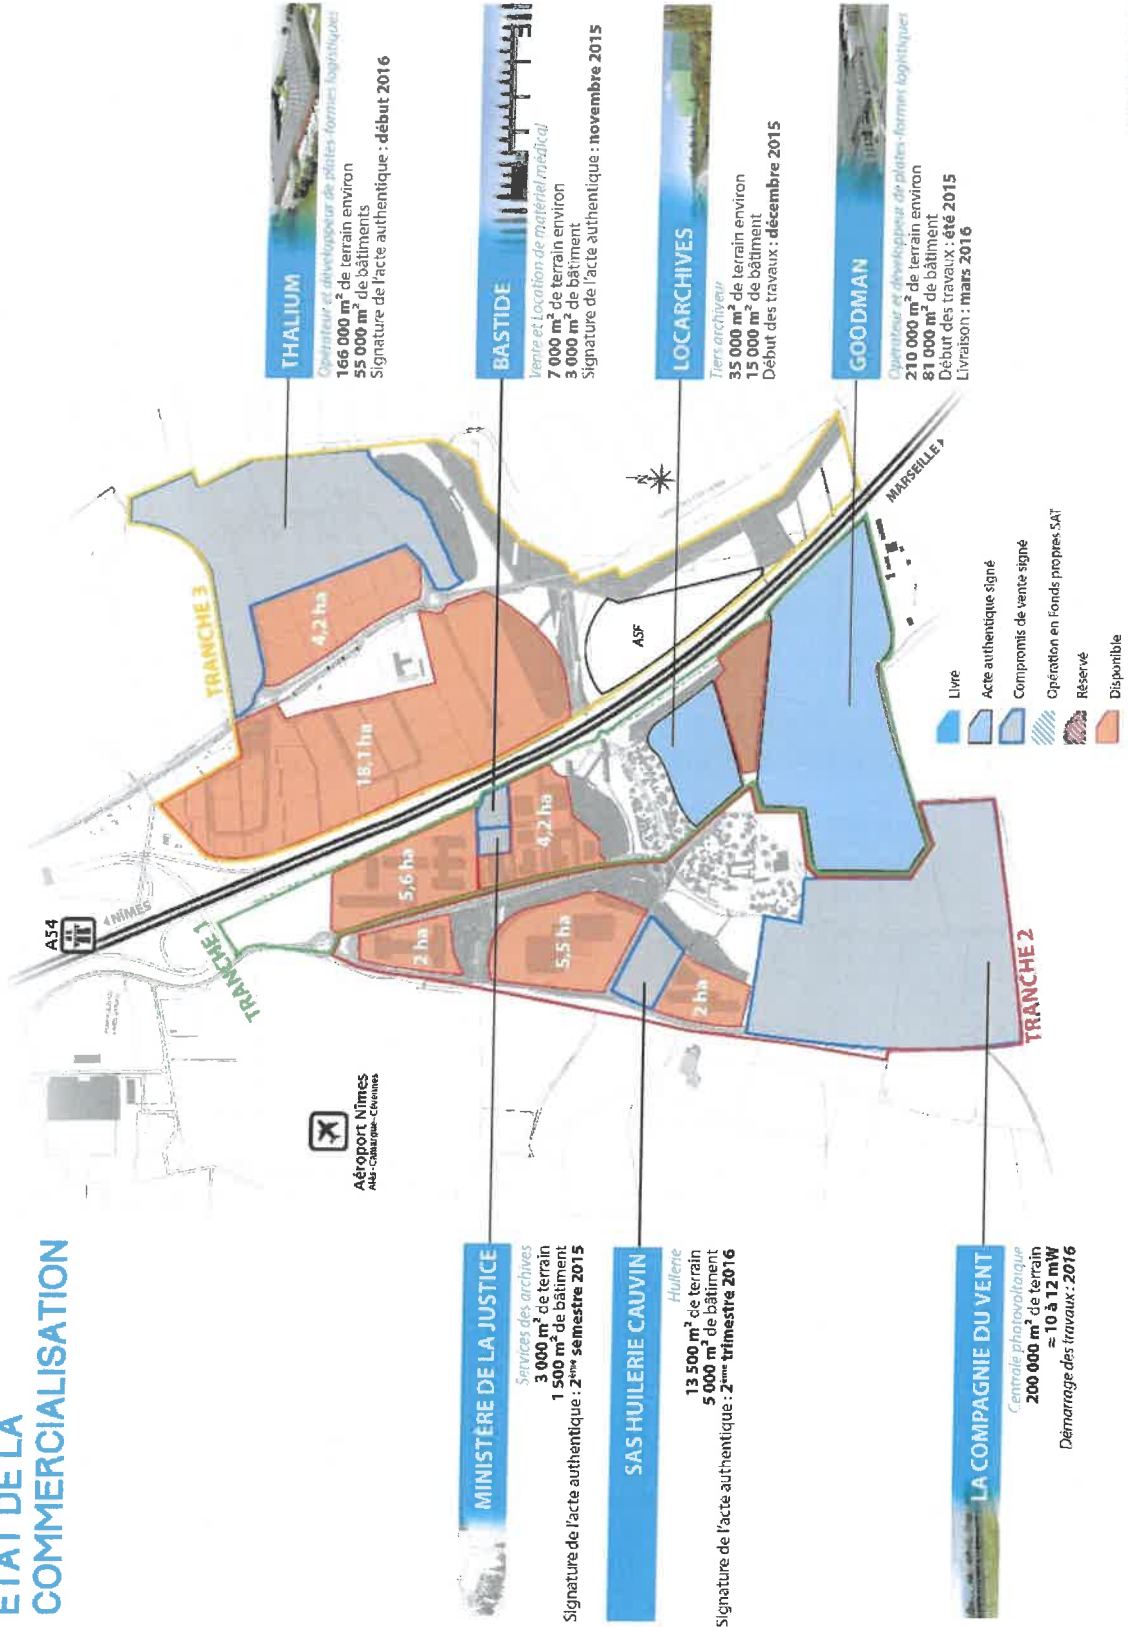 ÉTAT DE LA
COMMERCIALISATION
MINISTÈRE DE LA JUSTICE
Services des archives
3 000 m² de terrain
1 500 m² de bâtiment
Signature de l'acte authentique : 2ème semestre 2015
SAS HUILERIE CAUVIN
Huilerie
13 500 m² de terrain
5 000 m² de bâtiment
Signature de l'acte authentique : 2ème trimestre 2016
LA COMPAGNIE DU VENT
Centrale photovoltaïque
200 000 m² de terrain
≈ 10 à 12 mW
Démarrage des travaux : 2016
Aéroport Nîmes
Alès-Camargue-Cévennes
A54
NÎMES
TRANCHE 1
TRANCHE 3
TRANCHE 2
4,2 ha
18,1 ha
5,6 ha
4,2 ha
2 ha
5,5 ha
2 ha
ASF
N
MARSEILLE
Livré
Acte authentique signé
Compromis de vente signé
Opération en Fonds propres SAT
Réservé
Disponible
THALIUM
Opérateur et développeur de plates-formes logistiques
166 000 m² de terrain environ
55 000 m² de bâtiments
Signature de l'acte authentique : début 2016
BASTIDE
Vente et Location de matériel médical
7 000 m² de terrain environ
3 000 m² de bâtiment
Signature de l'acte authentique : novembre 2015
LOCARCHIVES
Tiers archiveur
35 000 m² de terrain environ
15 000 m² de bâtiment
Début des travaux : décembre 2015
GOODMAN
Opérateur et développeur de plates-formes logistiques
210 000 m² de terrain environ
81 000 m² de bâtiment
Début des travaux : été 2015
Livraison : mars 2016